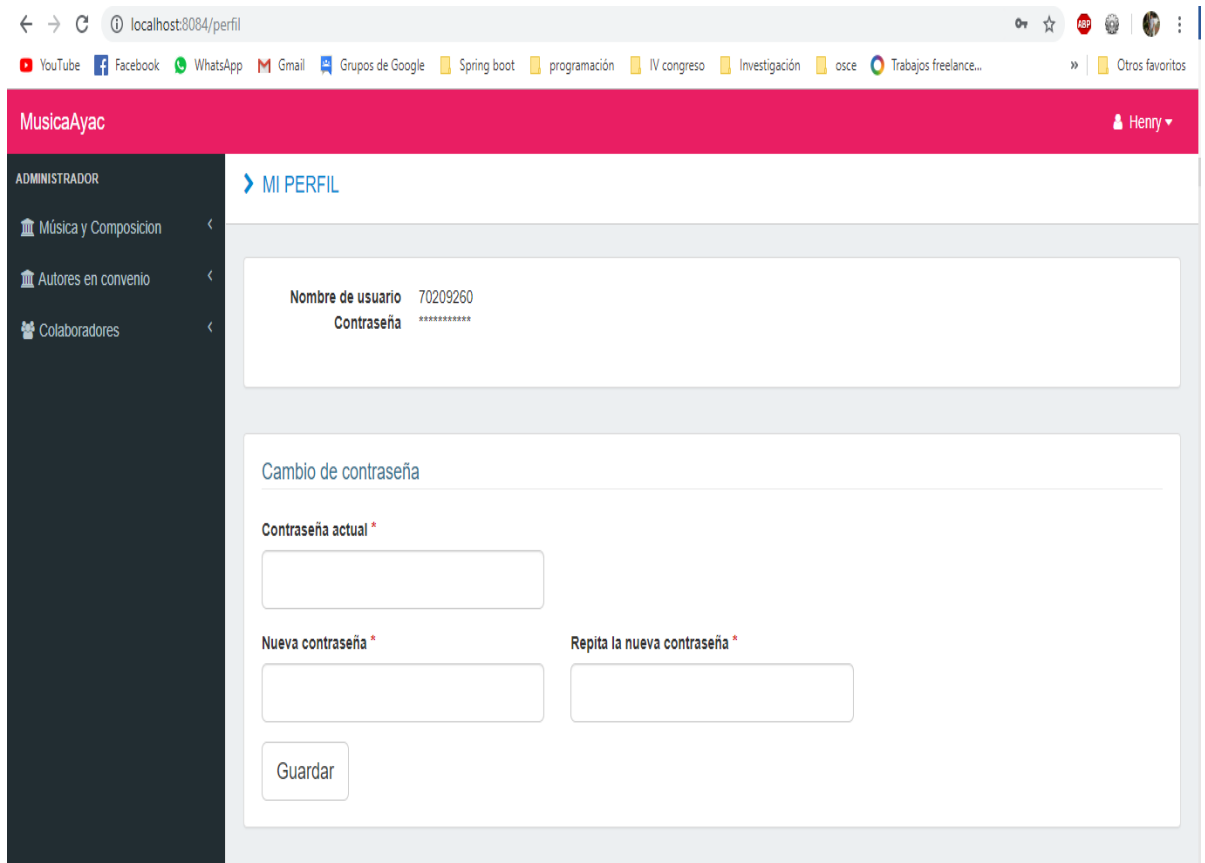 localhost:8084/perfil
ABP
YouTube Facebook WhatsApp Gmail Grupos de Google Spring boot programación IV congreso Investigación osce Trabajos freelance... » Otros favoritos
MusicaAyac Henry
ADMINISTRADOR
Música y Composicion
Autores en convenio
Colaboradores
MI PERFIL
Nombre de usuario 70209260
Contraseña ***********
Cambio de contraseña
Contraseña actual *
Nueva contraseña * Repita la nueva contraseña *
Guardar